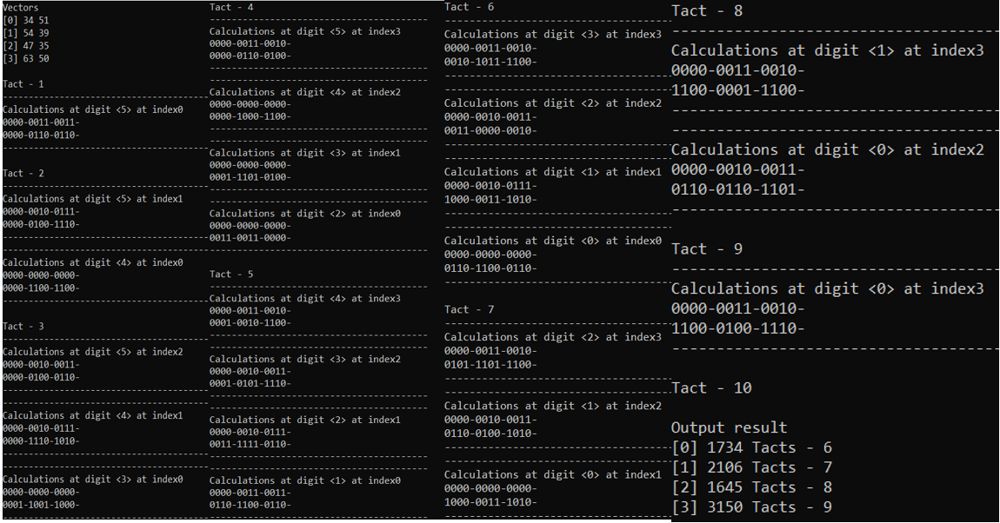 Vectors
[0] 34 51
[1] 54 39
[2] 47 35
[3] 63 50
Tact - 1
----------------------------------------
Calculations at digit <5> at index0
0000-0011-0011-
0000-0110-0110-
----------------------------------------
Tact - 2
----------------------------------------
Calculations at digit <5> at index1
0000-0010-0111-
0000-0100-1110-
----------------------------------------
----------------------------------------
Calculations at digit <4> at index0
0000-0000-0000-
0000-1100-1100-
----------------------------------------
Tact - 3
----------------------------------------
Calculations at digit <5> at index2
0000-0010-0011-
0000-0100-0110-
----------------------------------------
----------------------------------------
Calculations at digit <4> at index1
0000-0010-0111-
0000-1110-1010-
----------------------------------------
----------------------------------------
Calculations at digit <3> at index0
0000-0000-0000-
0001-1001-1000-
----------------------------------------
Tact - 4
----------------------------------------
Calculations at digit <5> at index3
0000-0011-0010-
0000-0110-0100-
----------------------------------------
----------------------------------------
Calculations at digit <4> at index2
0000-0000-0000-
0000-1000-1100-
----------------------------------------
----------------------------------------
Calculations at digit <3> at index1
0000-0000-0000-
0001-1101-0100-
----------------------------------------
----------------------------------------
Calculations at digit <2> at index0
0000-0000-0000-
0011-0011-0000-
----------------------------------------
Tact - 5
----------------------------------------
Calculations at digit <4> at index3
0000-0011-0010-
0001-0010-1100-
----------------------------------------
----------------------------------------
Calculations at digit <3> at index2
0000-0010-0011-
0001-0101-1110-
----------------------------------------
----------------------------------------
Calculations at digit <2> at index1
0000-0010-0111-
0011-1111-0110-
----------------------------------------
----------------------------------------
Calculations at digit <1> at index0
0000-0011-0011-
0110-1100-0110-
----------------------------------------
Tact - 6
----------------------------------------
Calculations at digit <3> at index3
0000-0011-0010-
0010-1011-1100-
----------------------------------------
----------------------------------------
Calculations at digit <2> at index2
0000-0010-0011-
0011-0000-0010-
----------------------------------------
----------------------------------------
Calculations at digit <1> at index1
0000-0010-0111-
1000-0011-1010-
----------------------------------------
----------------------------------------
Calculations at digit <0> at index0
0000-0000-0000-
0110-1100-0110-
----------------------------------------
Tact - 7
----------------------------------------
Calculations at digit <2> at index3
0000-0011-0010-
0101-1101-1100-
----------------------------------------
----------------------------------------
Calculations at digit <1> at index2
0000-0010-0011-
0110-0100-1010-
----------------------------------------
----------------------------------------
Calculations at digit <0> at index1
0000-0000-0000-
1000-0011-1010-
----------------------------------------
Tact - 8
----------------------------------------
Calculations at digit <1> at index3
0000-0011-0010-
1100-0001-1100-
----------------------------------------
----------------------------------------
Calculations at digit <0> at index2
0000-0010-0011-
0110-0110-1101-
----------------------------------------
Tact - 9
----------------------------------------
Calculations at digit <0> at index3
0000-0011-0010-
1100-0100-1110-
----------------------------------------
Tact - 10
Output result
[0] 1734 Tacts - 6
[1] 2106 Tacts - 7
[2] 1645 Tacts - 8
[3] 3150 Tacts - 9